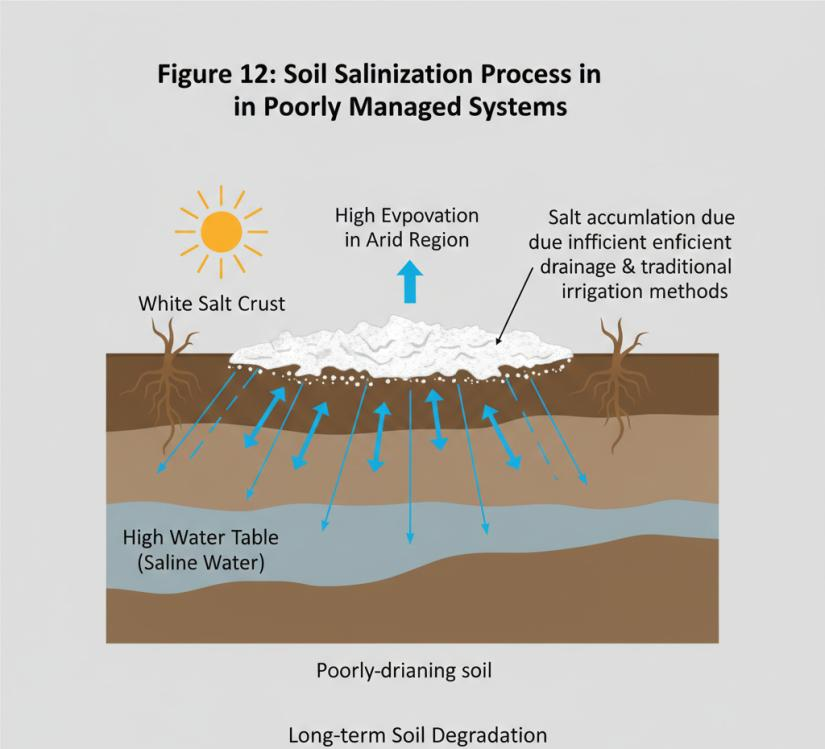 Figure 12: Soil Salinization Process in
in Poorly Managed Systems
High Evpovation
in Arid Region
Salt accumlation due
due infficient enficient
drainage & traditional
irrigation methods
White Salt Crust
High Water Table
(Saline Water)
Poorly-drianing soil
Long-term Soil Degradation